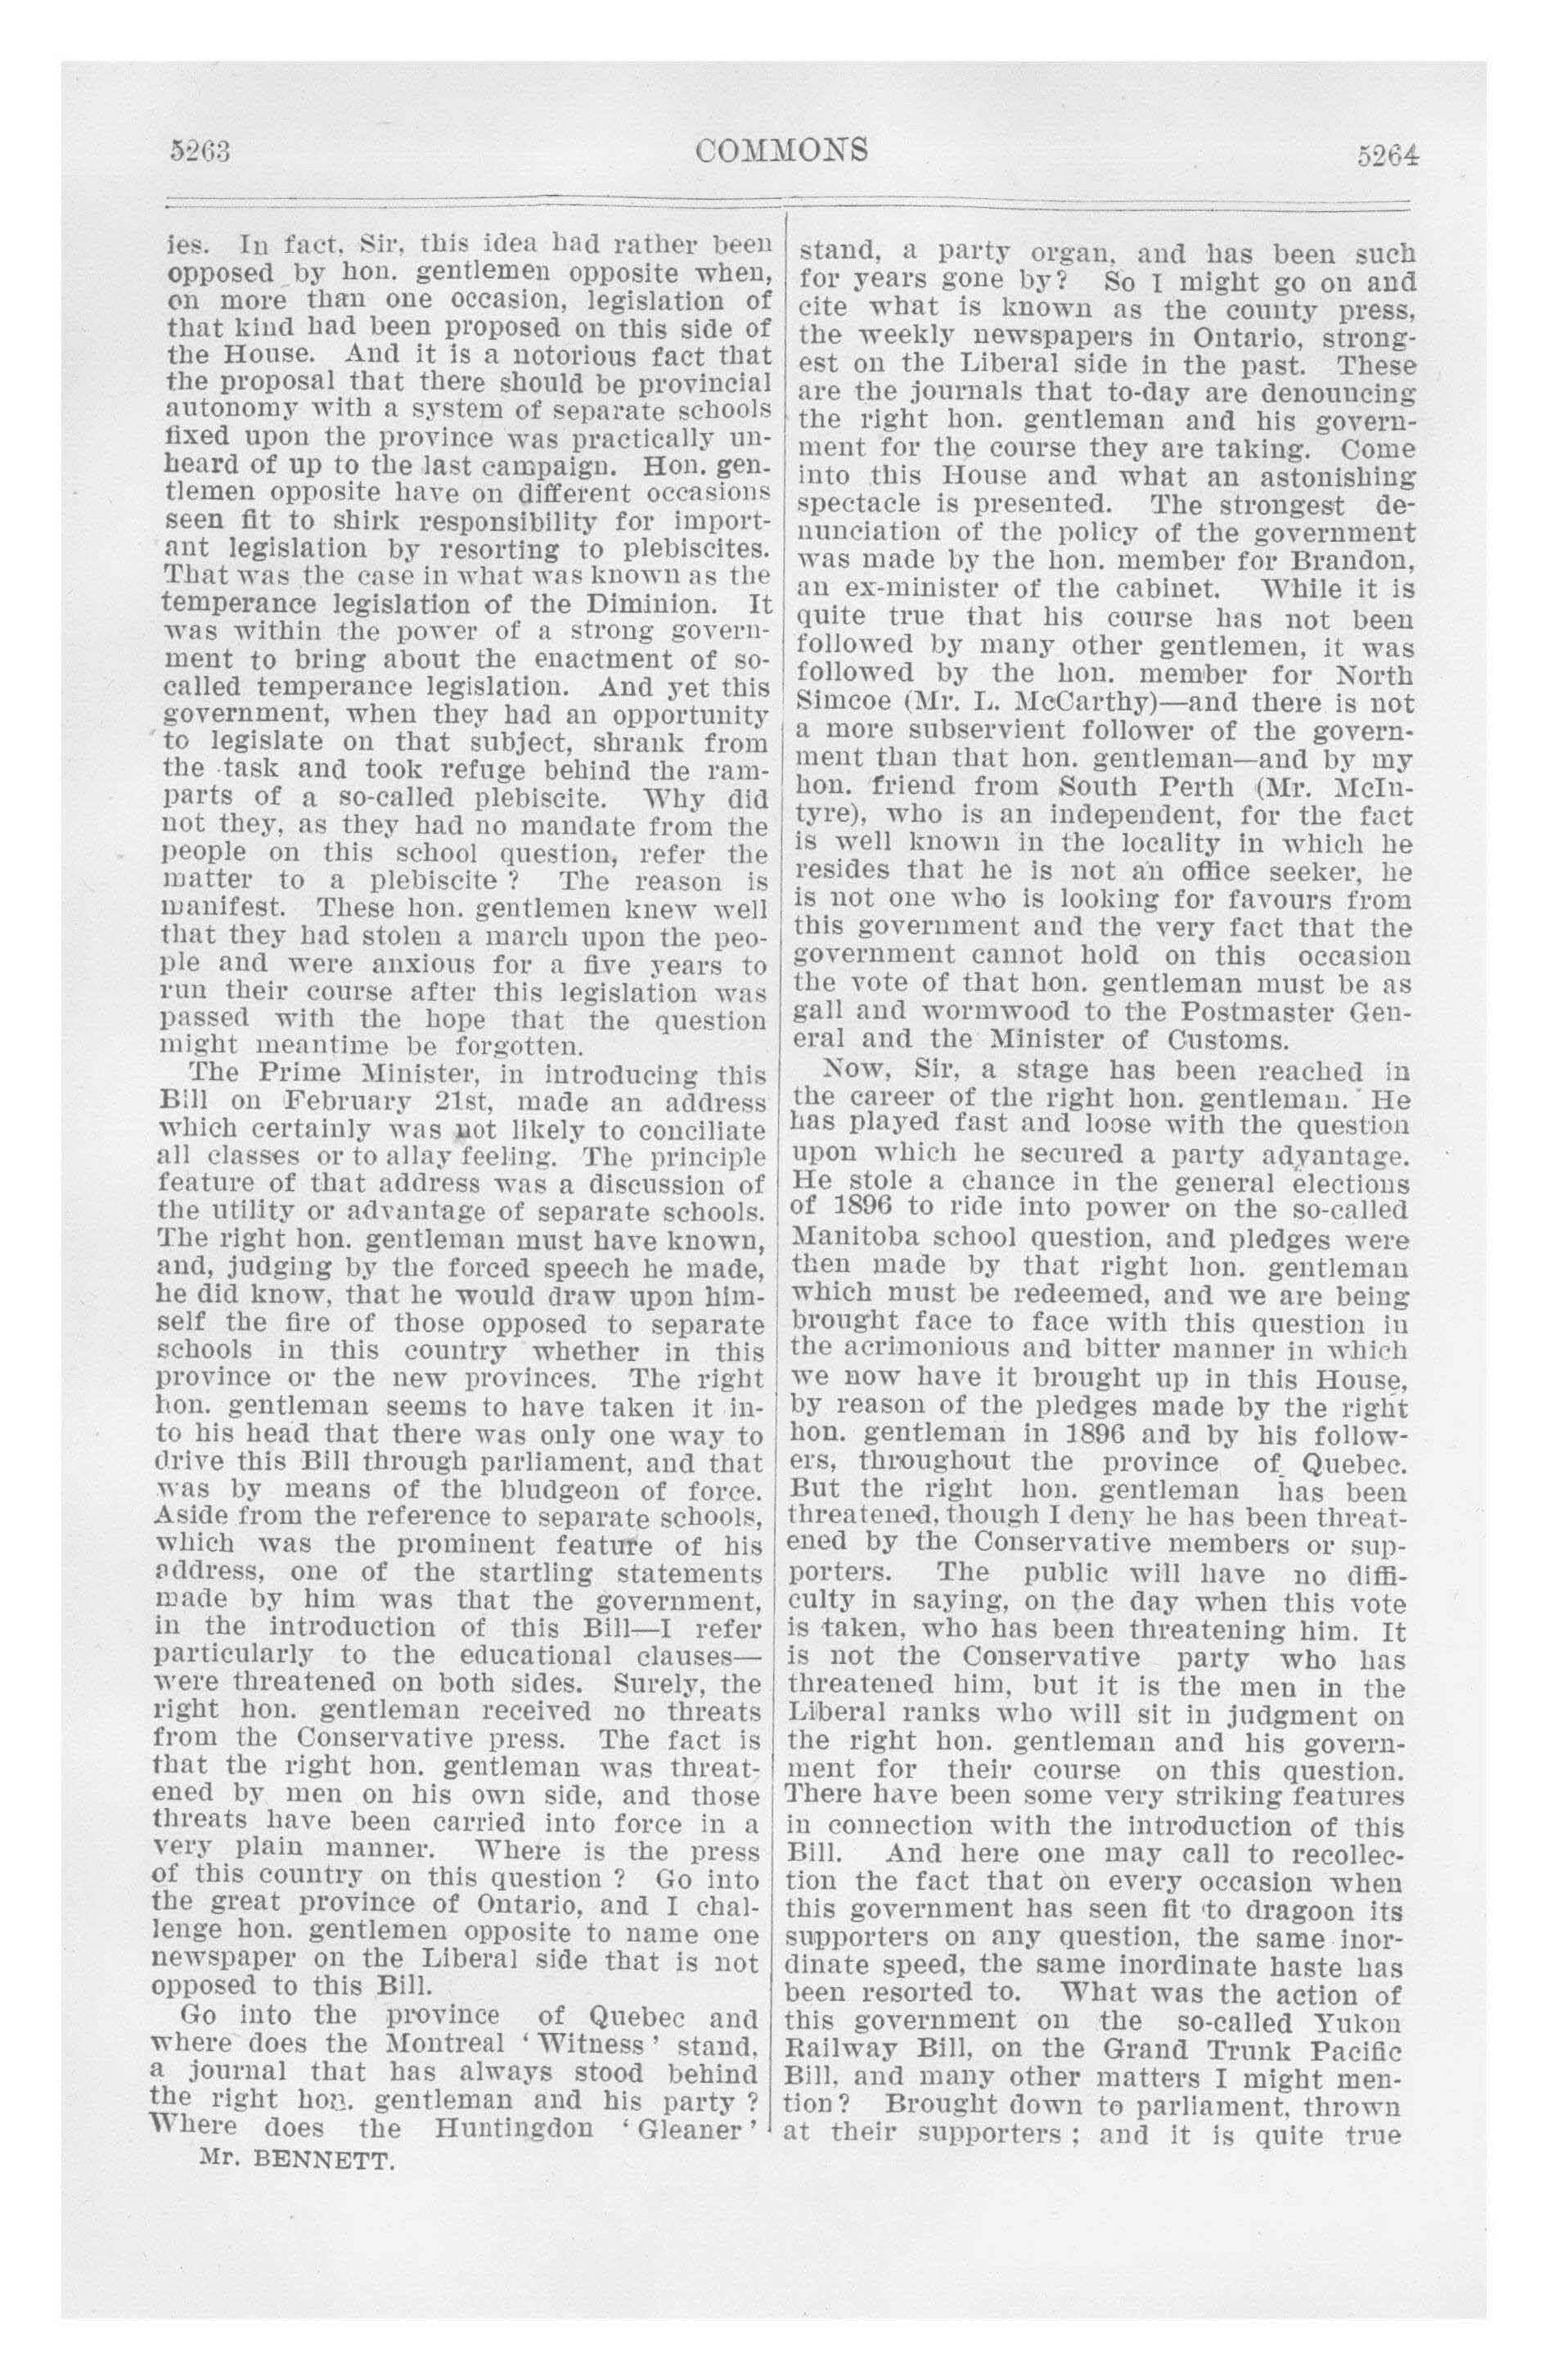 5263
COMMONS
5264
ies. In fact, Sir, this idea had rather been
opposed by hon. gentlemen opposite when,
on more than one occasion, legislation of
that kind had been proposed on this side of
the House. And it is a notorious fact that
the proposal that there should be provincial
autonomy with a system of separate schools
fixed upon the province was practically un-
heard of up to the last campaign. Hon. gen-
tlemen opposite have on different occasions
seen fit to shirk responsibility for import-
ant legislation by resorting to plebiscites.
That was the case in what was known as the
temperance legislation of the Diminion. It
was within the power of a strong govern-
ment to bring about the enactment of so-
called temperance legislation. And yet this
government, when they had an opportunity
to legislate on that subject, shrank from
the task and took refuge behind the ram-
parts of a so-called plebiscite. Why did
not they, as they had no mandate from the
people on this school question, refer the
matter to a plebiscite ? The reason is
manifest. These hon. gentlemen knew well
that they had stolen a march upon the peo-
ple and were anxious for a five years to
run their course after this legislation was
passed with the hope that the question
might meantime be forgotten.
The Prime Minister, in introducing this
Bill on February 21st, made an address
which certainly was not likely to conciliate
all classes or to allay feeling. The principle
feature of that address was a discussion of
the utility or advantage of separate schools.
The right hon. gentleman must have known,
and, judging by the forced speech he made,
he did know, that he would draw upon him-
self the fire of those opposed to separate
schools in this country whether in this
province or the new provinces. The right
hon. gentleman seems to have taken it in-
to his head that there was only one way to
drive this Bill through parliament, and that
was by means of the bludgeon of force.
Aside from the reference to separate schools,
which was the prominent feature of his
address, one of the startling statements
made by him was that the government,
in the introduction of this Bill—I refer
particularly to the educational clauses—
were threatened on both sides. Surely, the
right hon. gentleman received no threats
from the Conservative press. The fact is
that the right hon. gentleman was threat-
ened by men on his own side, and those
threats have been carried into force in a
very plain manner. Where is the press
of this country on this question ? Go into
the great province of Ontario, and I chal-
lenge hon. gentlemen opposite to name one
newspaper on the Liberal side that is not
opposed to this Bill.
Go into the province of Quebec and
where does the Montreal ‘ Witness ’ stand,
a journal that has always stood behind
the right hon. gentleman and his party ?
Where does the Huntingdon ‘ Gleaner ’
Mr. BENNETT.
stand, a party organ, and has been such
for years gone by? So I might go on and
cite what is known as the county press,
the weekly newspapers in Ontario, strong-
est on the Liberal side in the past. These
are the journals that to-day are denouncing
the right hon. gentleman and his govern-
ment for the course they are taking. Come
into this House and what an astonishing
spectacle is presented. The strongest de-
nunciation of the policy of the government
was made by the hon. member for Brandon,
an ex-minister of the cabinet. While it is
quite true that his course has not been
followed by many other gentlemen, it was
followed by the hon. member for North
Simcoe (Mr. L. McCarthy)—and there is not
a more subservient follower of the govern-
ment than that hon. gentleman—and by my
hon. friend from South Perth (Mr. McIn-
tyre), who is an independent, for the fact
is well known in the locality in which he
resides that he is not an office seeker, he
is not one who is looking for favours from
this government and the very fact that the
government cannot hold on this occasion
the vote of that hon. gentleman must be as
gall and wormwood to the Postmaster Gen-
eral and the Minister of Customs.
Now, Sir, a stage has been reached in
the career of the right hon. gentleman. He
has played fast and loose with the question
upon which he secured a party advantage.
He stole a chance in the general elections
of 1896 to ride into power on the so-called
Manitoba school question, and pledges were
then made by that right hon. gentleman
which must be redeemed, and we are being
brought face to face with this question in
the acrimonious and bitter manner in which
we now have it brought up in this House,
by reason of the pledges made by the right
hon. gentleman in 1896 and by his follow-
ers, throughout the province of Quebec.
But the right hon. gentleman has been
threatened, though I deny he has been threat-
ened by the Conservative members or sup-
porters. The public will have no diffi-
culty in saying, on the day when this vote
is taken, who has been threatening him. It
is not the Conservative party who has
threatened him, but it is the men in the
Liberal ranks who will sit in judgment on
the right hon. gentleman and his govern-
ment for their course on this question.
There have been some very striking features
in connection with the introduction of this
Bill. And here one may call to recollec-
tion the fact that on every occasion when
this government has seen fit to dragoon its
supporters on any question, the same inor-
dinate speed, the same inordinate haste has
been resorted to. What was the action of
this government on the so-called Yukon
Railway Bill, on the Grand Trunk Pacific
Bill, and many other matters I might men-
tion? Brought down to parliament, thrown
at their supporters ; and it is quite true